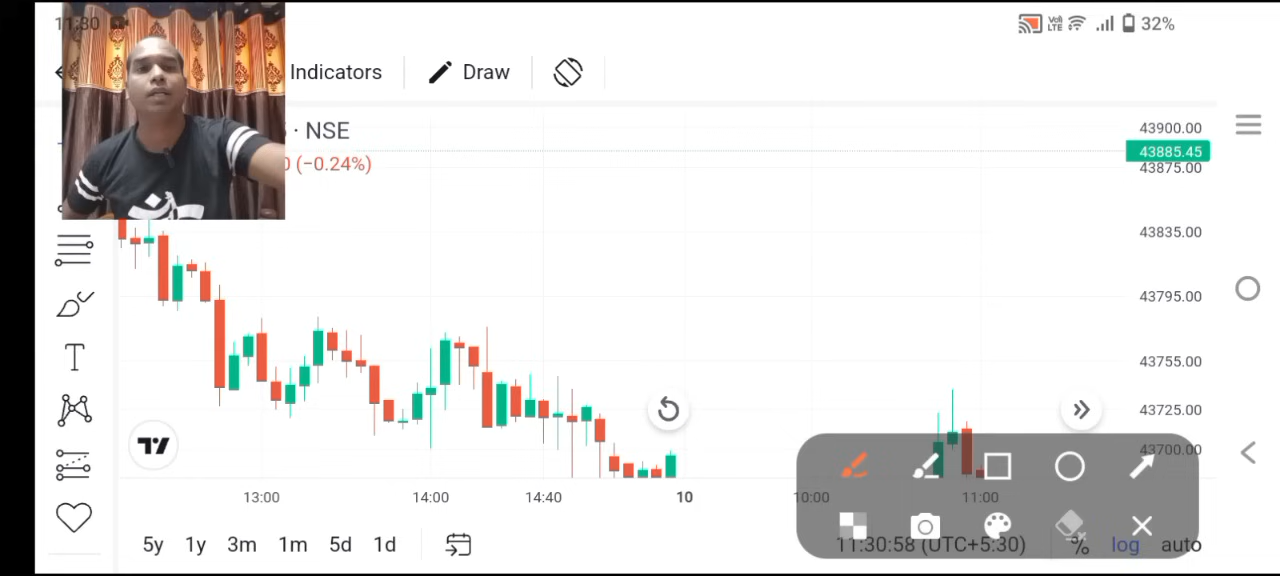 11:30
Vo)
LTE
32%
Indicators
Draw
· NSE
0 (−0.24%)
43900.00
43885.45
43875.00
43835.00
43795.00
43755.00
43725.00
43700.00
13:00
14:00
14:40
10
10:00
11:00
5y
1y
3m
1m
5d
1d
11:30:58 (UTC+5:30)
%
log
auto